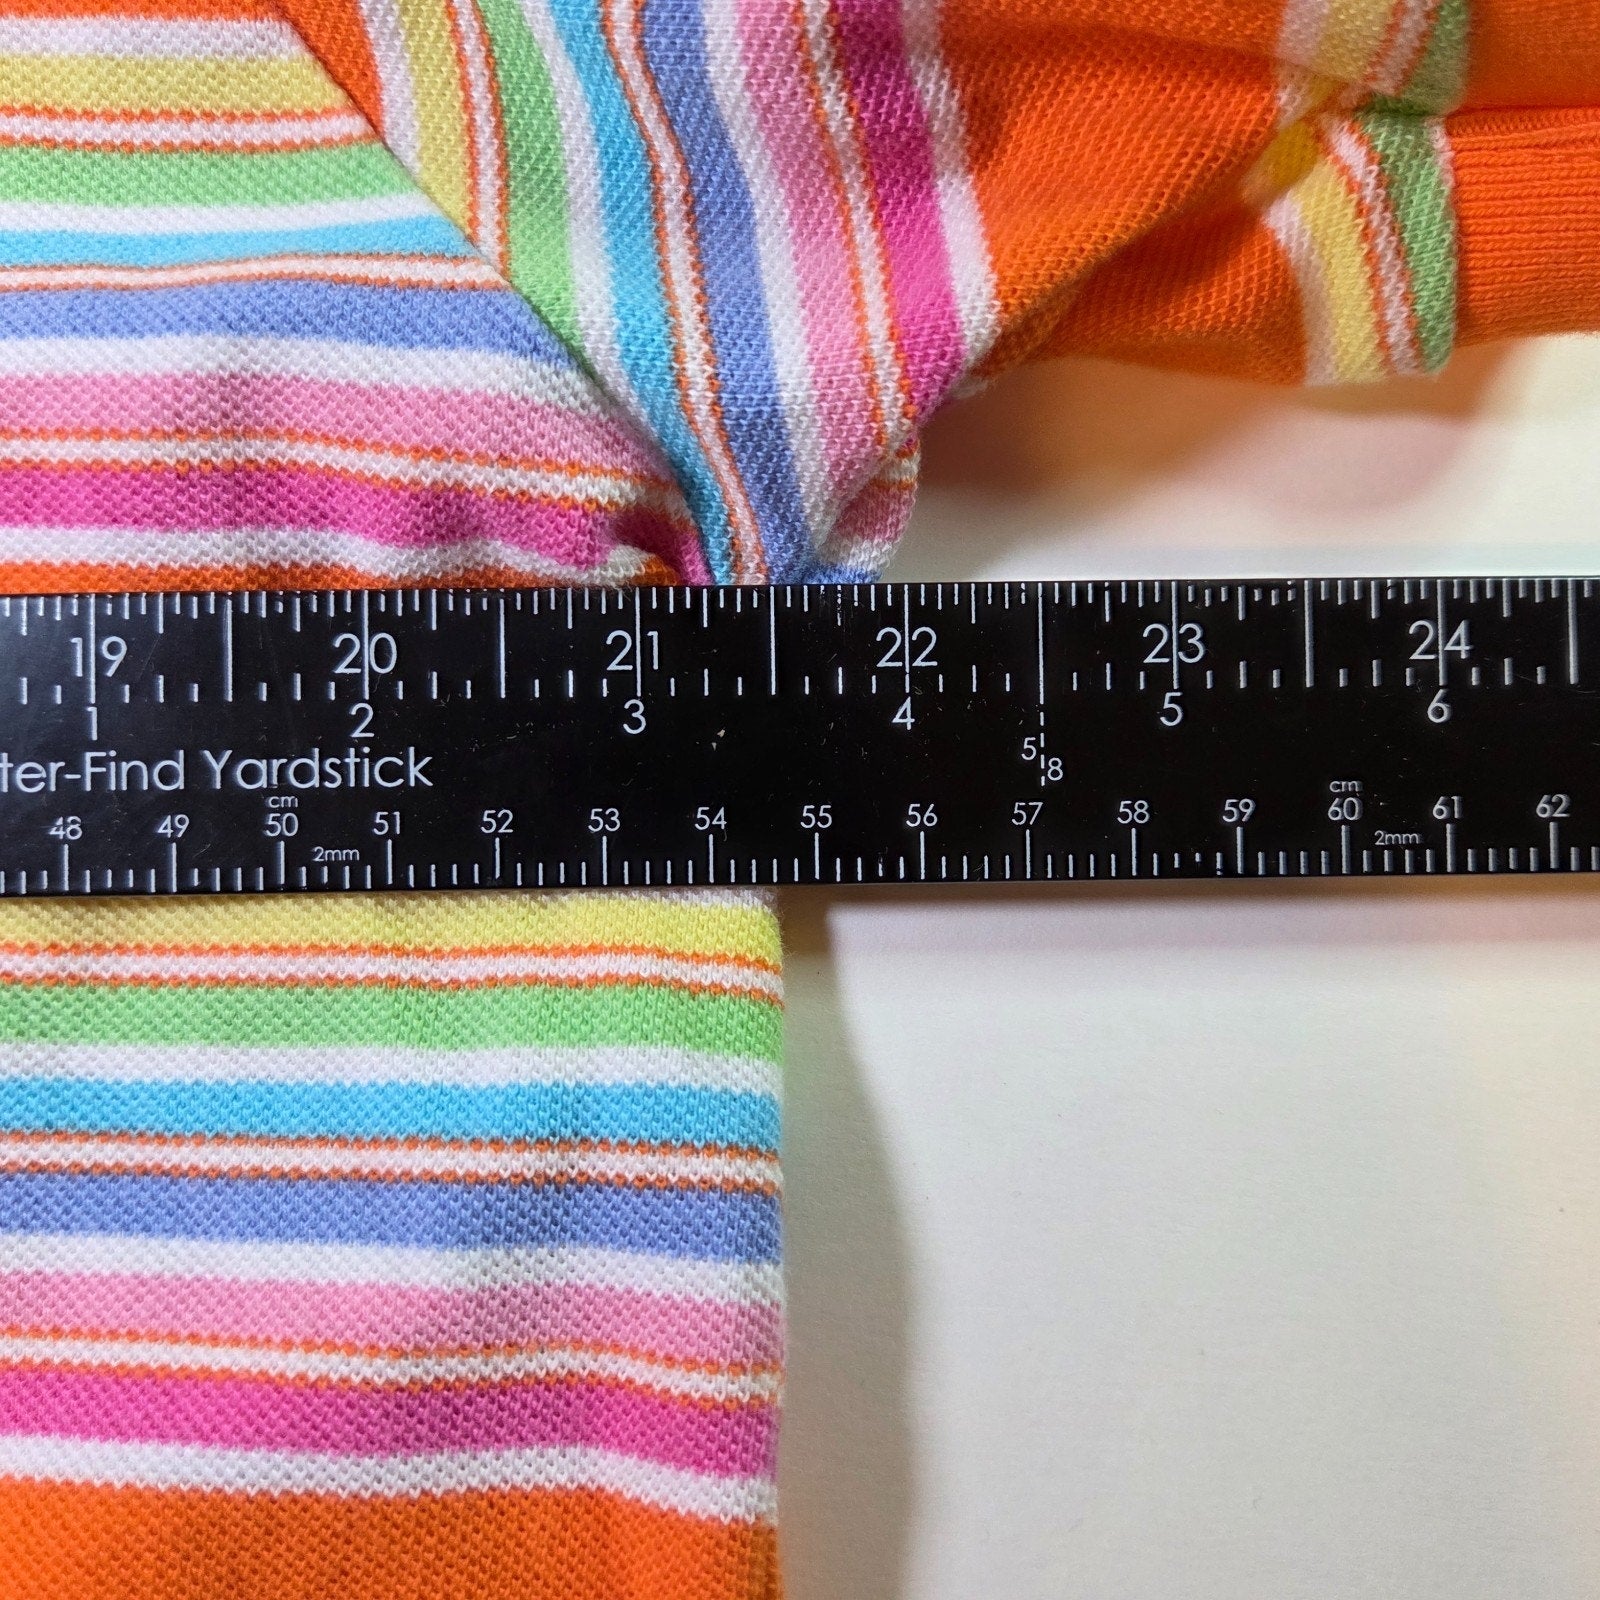 19 20 21 22 23 24
1 2 3 4 5 6
ter-Find Yardstick
5/8
cm cm
48 49 50 51 52 53 54 55 56 57 58 59 60 61 62
2mm 2mm